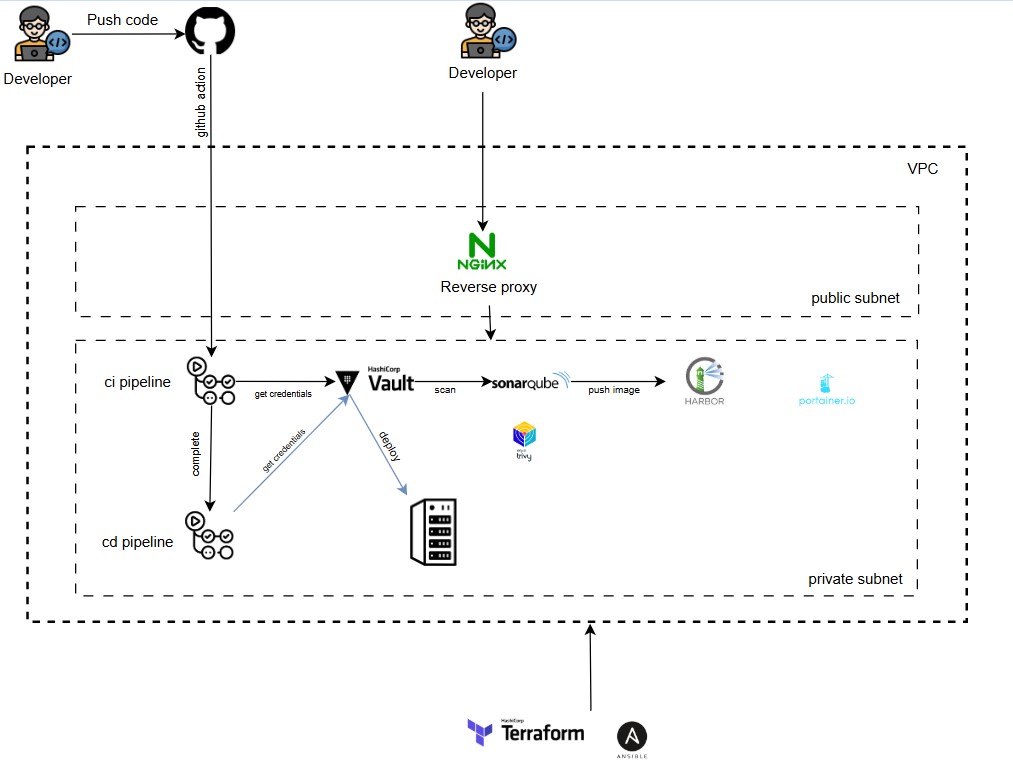 Push code
Developer
Developer
github action
VPC
NGiNX
Reverse proxy
public subnet
ci pipeline
get credentials
HashiCorp
Vault
scan
sonarqube
push image
HARBOR
portainer.io
trivy
complete
get credentials
deploy
cd pipeline
private subnet
HashiCorp
Terraform
ANSIBLE